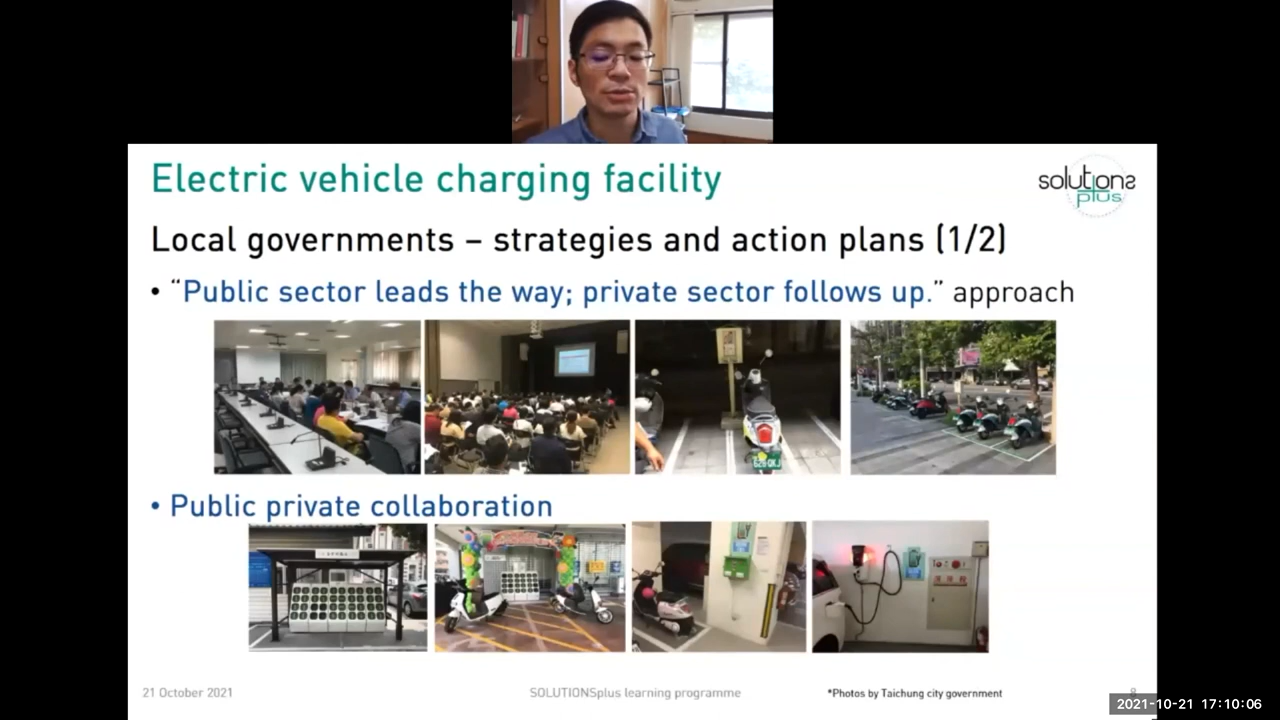 Electric vehicle charging facility
solutions
plus
Local governments – strategies and action plans (1/2)
• “Public sector leads the way; private sector follows up.” approach
• Public private collaboration
21 October 2021
SOLUTIONSplus learning programme
*Photos by Taichung city government
8
2021-10-21 17:10:06